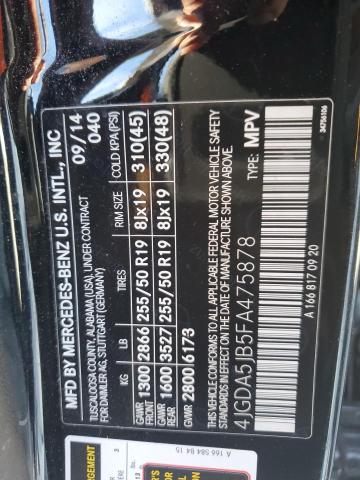 MFD BY MERCEDES-BENZ U.S. INTL., INC
TUSCALOOSA COUNTY, ALABAMA (USA), UNDER CONTRACT 09/14
FOR DAIMLER AG, STUTTGART (GERMANY) 040
KG LB TIRES RIM SIZE COLD KPA(PSI)
GAWR FRONT 1300 2866 255/50 R19 8Jx19 310(45)
GAWR REAR 1600 3527 255/50 R19 8Jx19 330(48)
GVWR 2800 6173
THIS VEHICLE CONFORMS TO ALL APPLICABLE FEDERAL MOTOR VEHICLE SAFETY
STANDARDS IN EFFECT ON THE DATE OF MANUFACTURE SHOWN ABOVE.
4JGDA5JB5FA475878 TYPE: MPV
A 166 817 09 20
34756106
A 166 584 84 15